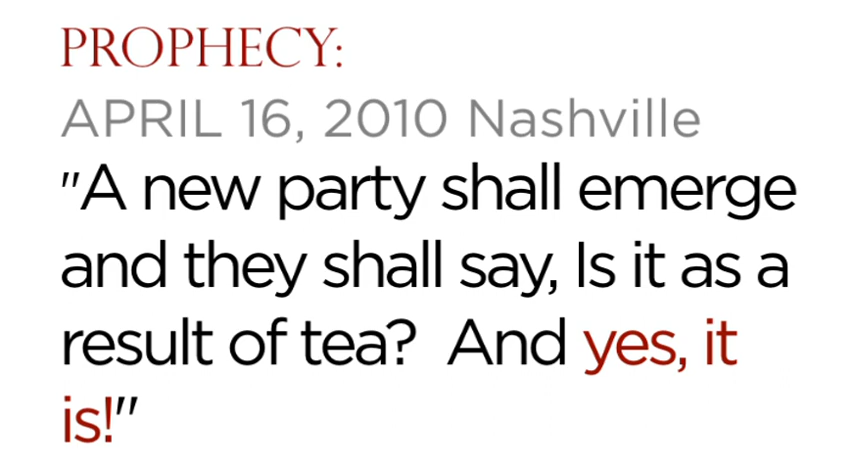 PROPHECY:
APRIL 16, 2010 Nashville
"A new party shall emerge
and they shall say, Is it as a
result of tea?  And yes, it
is!"